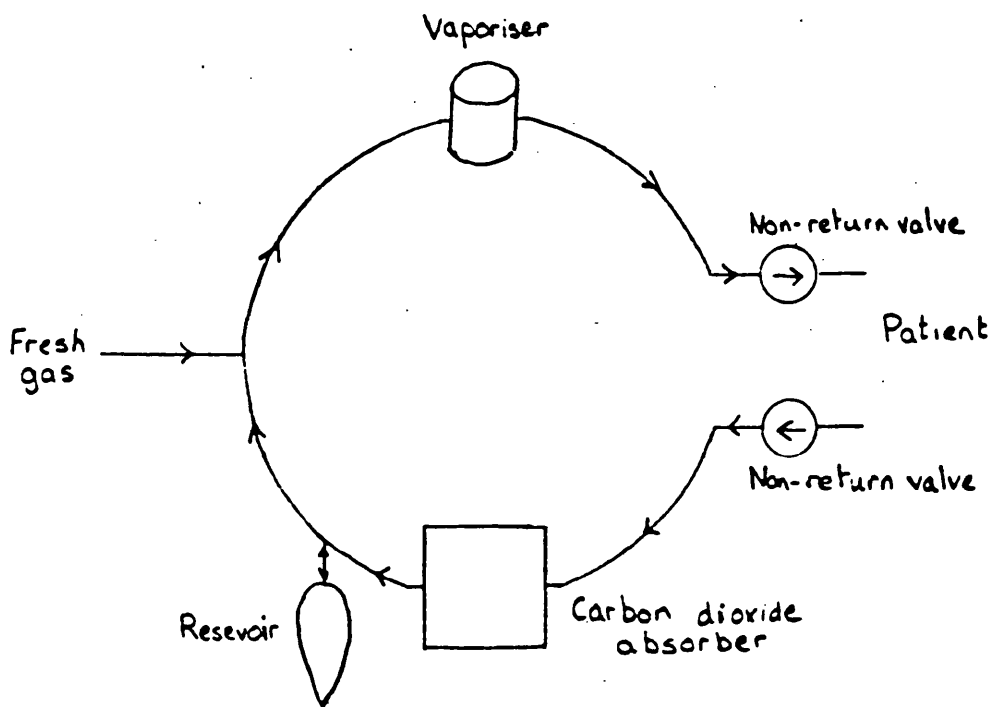 Vaporiser
Non-return valve
Fresh
gas
Patient
Non-return valve
Resevoir
Carbon dioxide
absorber